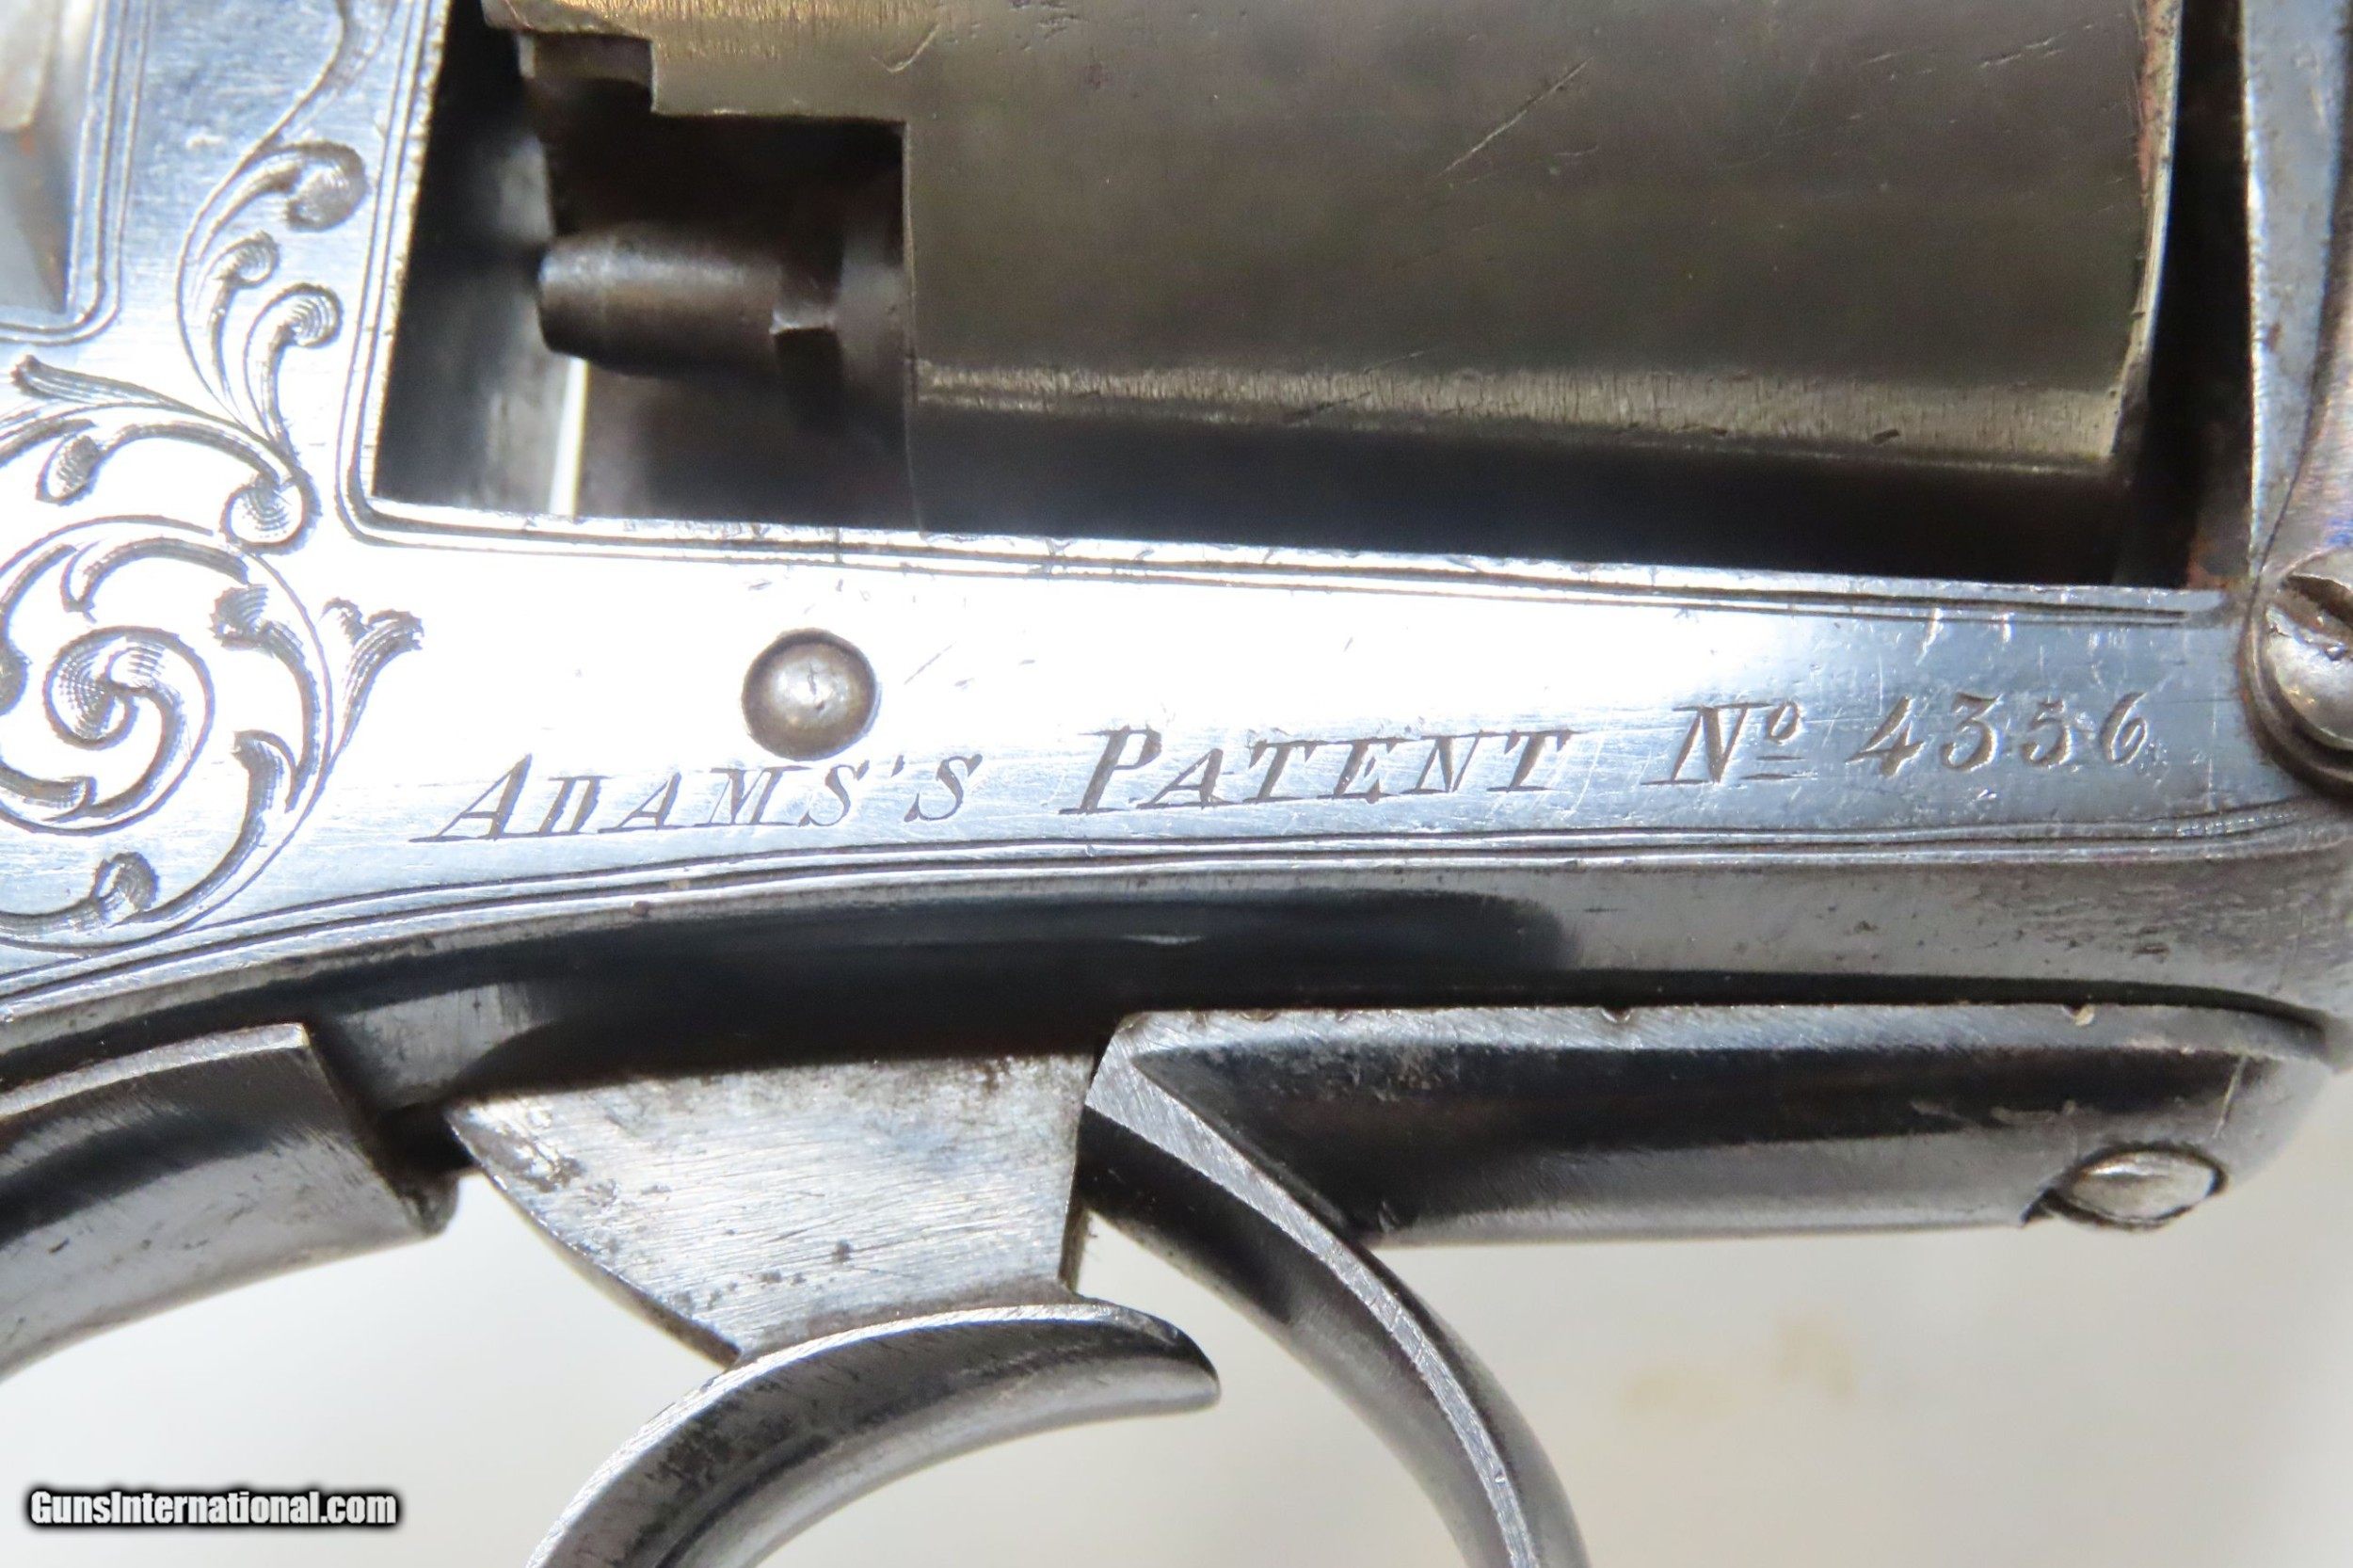 ADAMS'S PATENT Nº 4356
GunsInternational.com